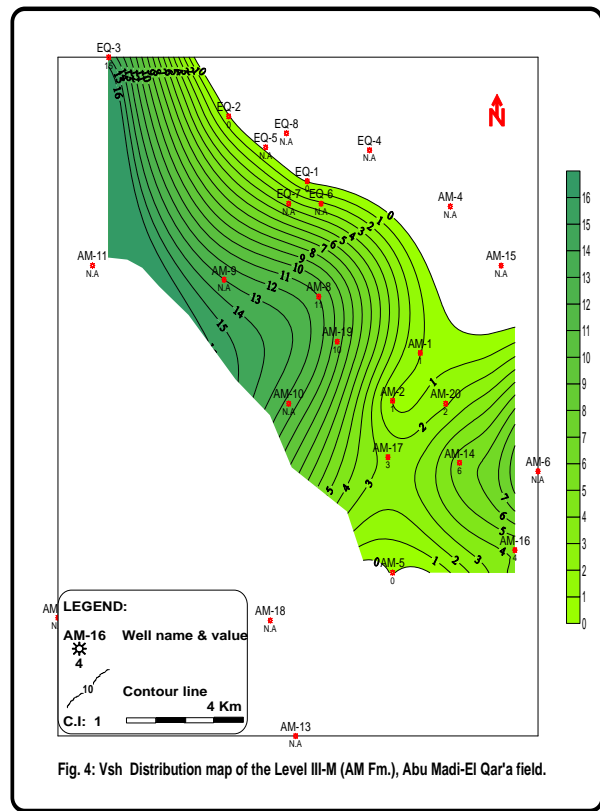 EQ-3
16
EQ-2
0
EQ-8
N.A
EQ-5
N.A
EQ-4
N.A
EQ-1
0
EQ-7
N.A
EQ-6
N.A
AM-4
N.A
N
AM-15
N.A
AM-11
N.A
AM-9
N.A
AM-8
11
AM-19
10
AM-1
1
AM-2
1
AM-20
2
AM-10
N.A
AM-17
3
AM-14
6
AM-6
N.A
AM-16
4
AM-5
0
AM-18
N.A
AM-13
N.A
16
15
14
13
12
11
10
9
8
7
6
5
4
3
2
1
0
LEGEND:
AM-16 Well name & value
4
10
Contour line
4 Km
C.I: 1
Fig. 4: Vsh Distribution map of the Level III-M (AM Fm.), Abu Madi-El Qar'a field.